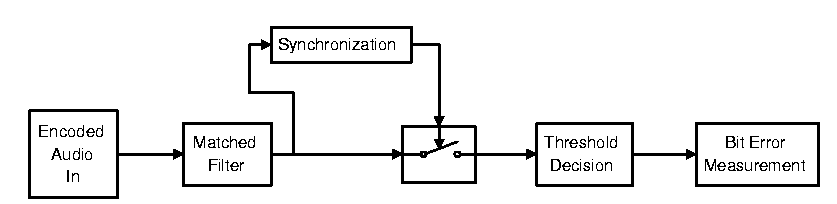 Synchronization
Encoded
Audio
In
Matched
Filter
Threshold
Decision
Bit Error
Measurement